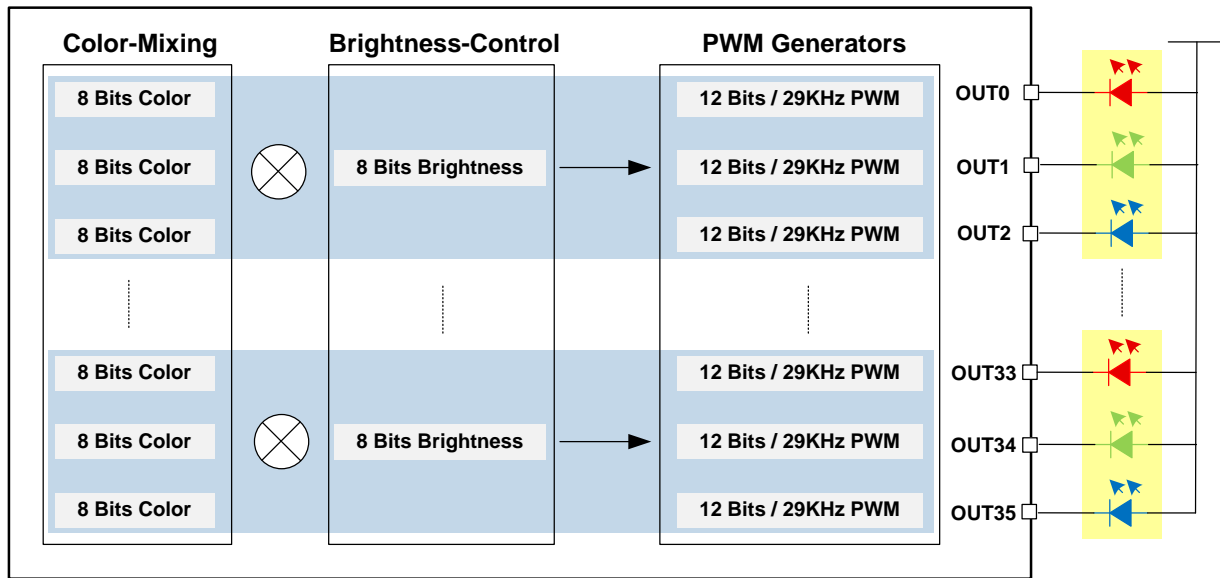 Color-Mixing Brightness-Control PWM Generators
8 Bits Color 12 Bits / 29KHz PWM OUT0
8 Bits Color 8 Bits Brightness 12 Bits / 29KHz PWM OUT1
8 Bits Color 12 Bits / 29KHz PWM OUT2
8 Bits Color 12 Bits / 29KHz PWM OUT33
8 Bits Color 8 Bits Brightness 12 Bits / 29KHz PWM OUT34
8 Bits Color 12 Bits / 29KHz PWM OUT35